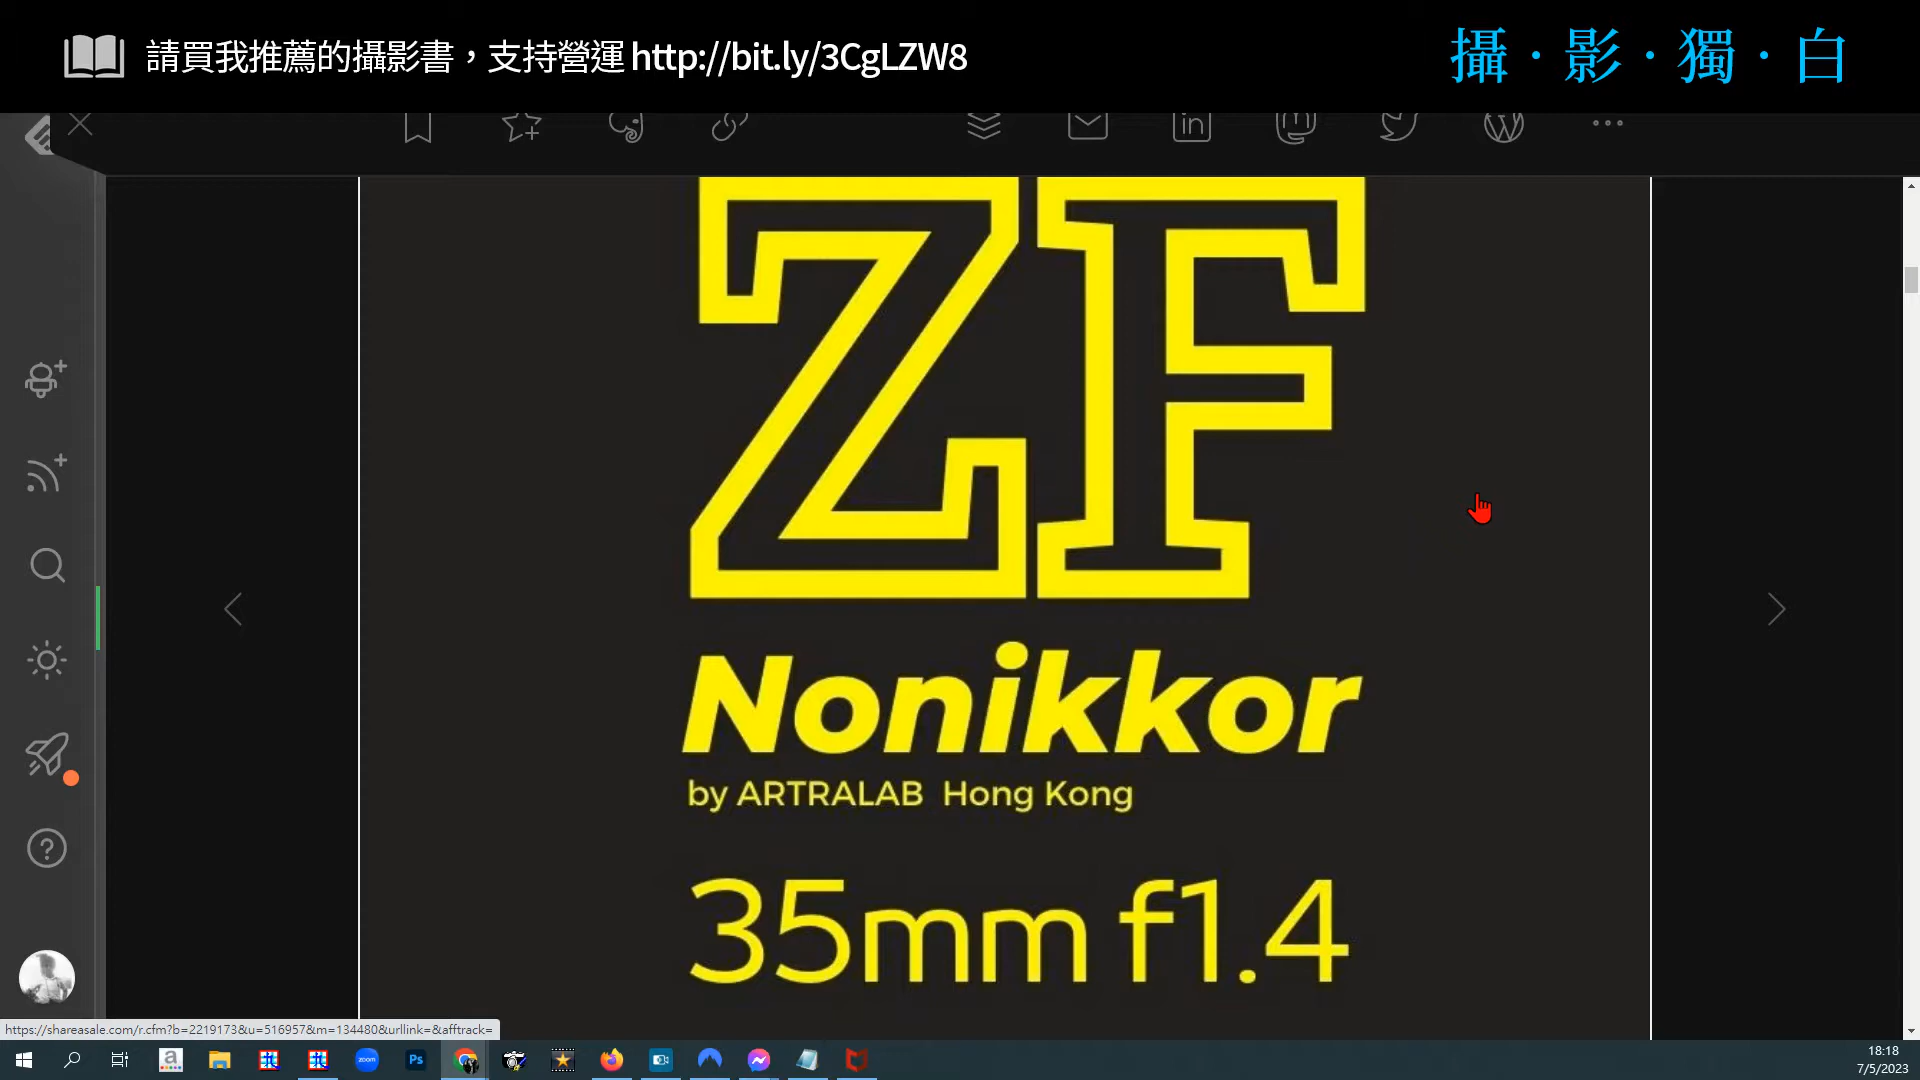 請買我推薦的攝影書，支持營運 http://bit.ly/3CgLZW8
攝·影·獨·白
ZF
Nonikkor
by ARTRALAB Hong Kong
35mm f1.4
https://shareasale.com/r.cfm?b=2219173&u=516957&m=134480&urllink=&afftrack=
zoom
Ps
18:18
7/5/2023